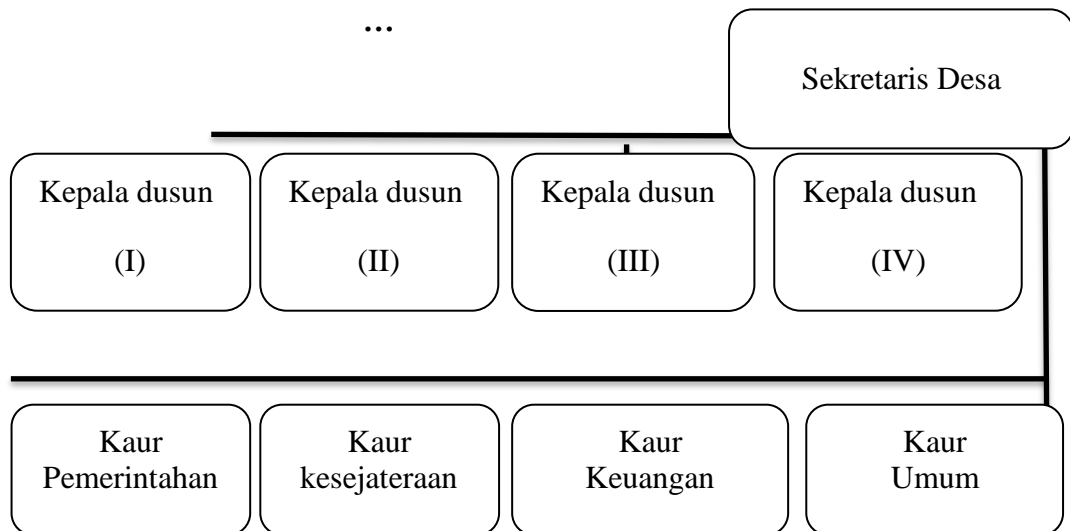 ...
Sekretaris Desa
Kepala dusun
(I)
Kepala dusun
(II)
Kepala dusun
(III)
Kepala dusun
(IV)
Kaur
Pemerintahan
Kaur
kesejateraan
Kaur
Keuangan
Kaur
Umum